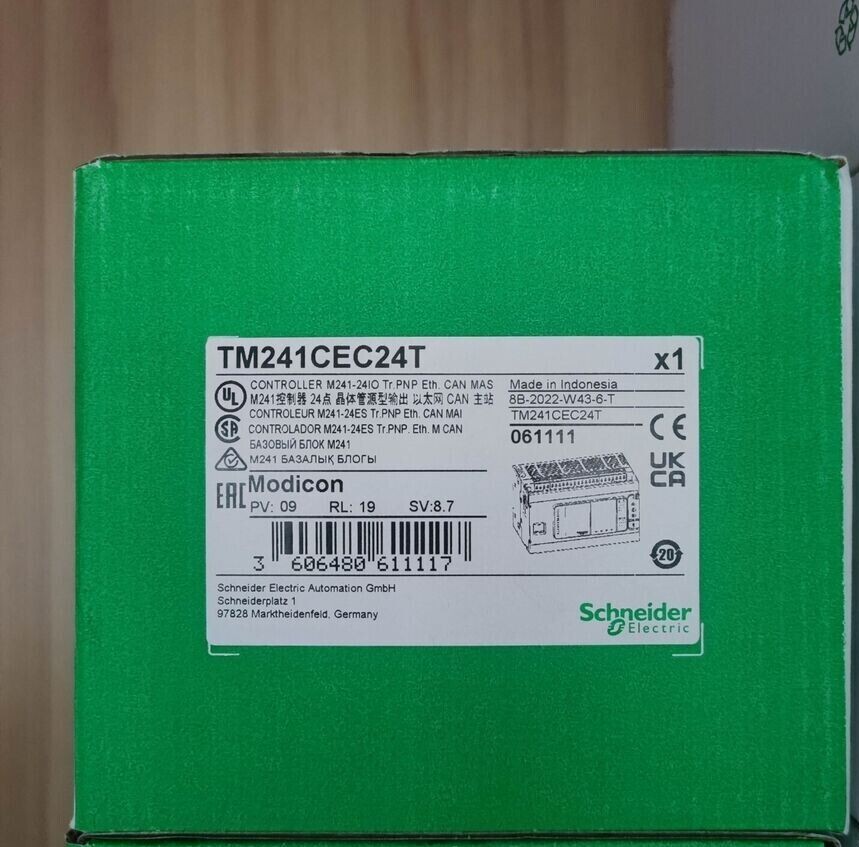 TM241CEC24T
x1
UL
CONTROLLER M241-24IO Tr.PNP Eth. CAN MAS
M241控制器 24点 晶体管源型输出 以太网 CAN 主站
CONTROLEUR M241-24ES Tr.PNP Eth. CAN MAI
CONTROLADOR M241-24ES Tr.PNP. Eth. M CAN
БАЗОВЫЙ БЛОК M241
M241 БАЗАЛЫҚ БЛОГЫ
Made in Indonesia
8B-2022-W43-6-T
TM241CEC24T
061111
CE
UK
CA
SA
EAC
Modicon
PV: 09 RL: 19 SV:8.7
3 606480 611117
20
Schneider Electric Automation GmbH
Schneiderplatz 1
97828 Marktheidenfeld, Germany
Schneider
Electric